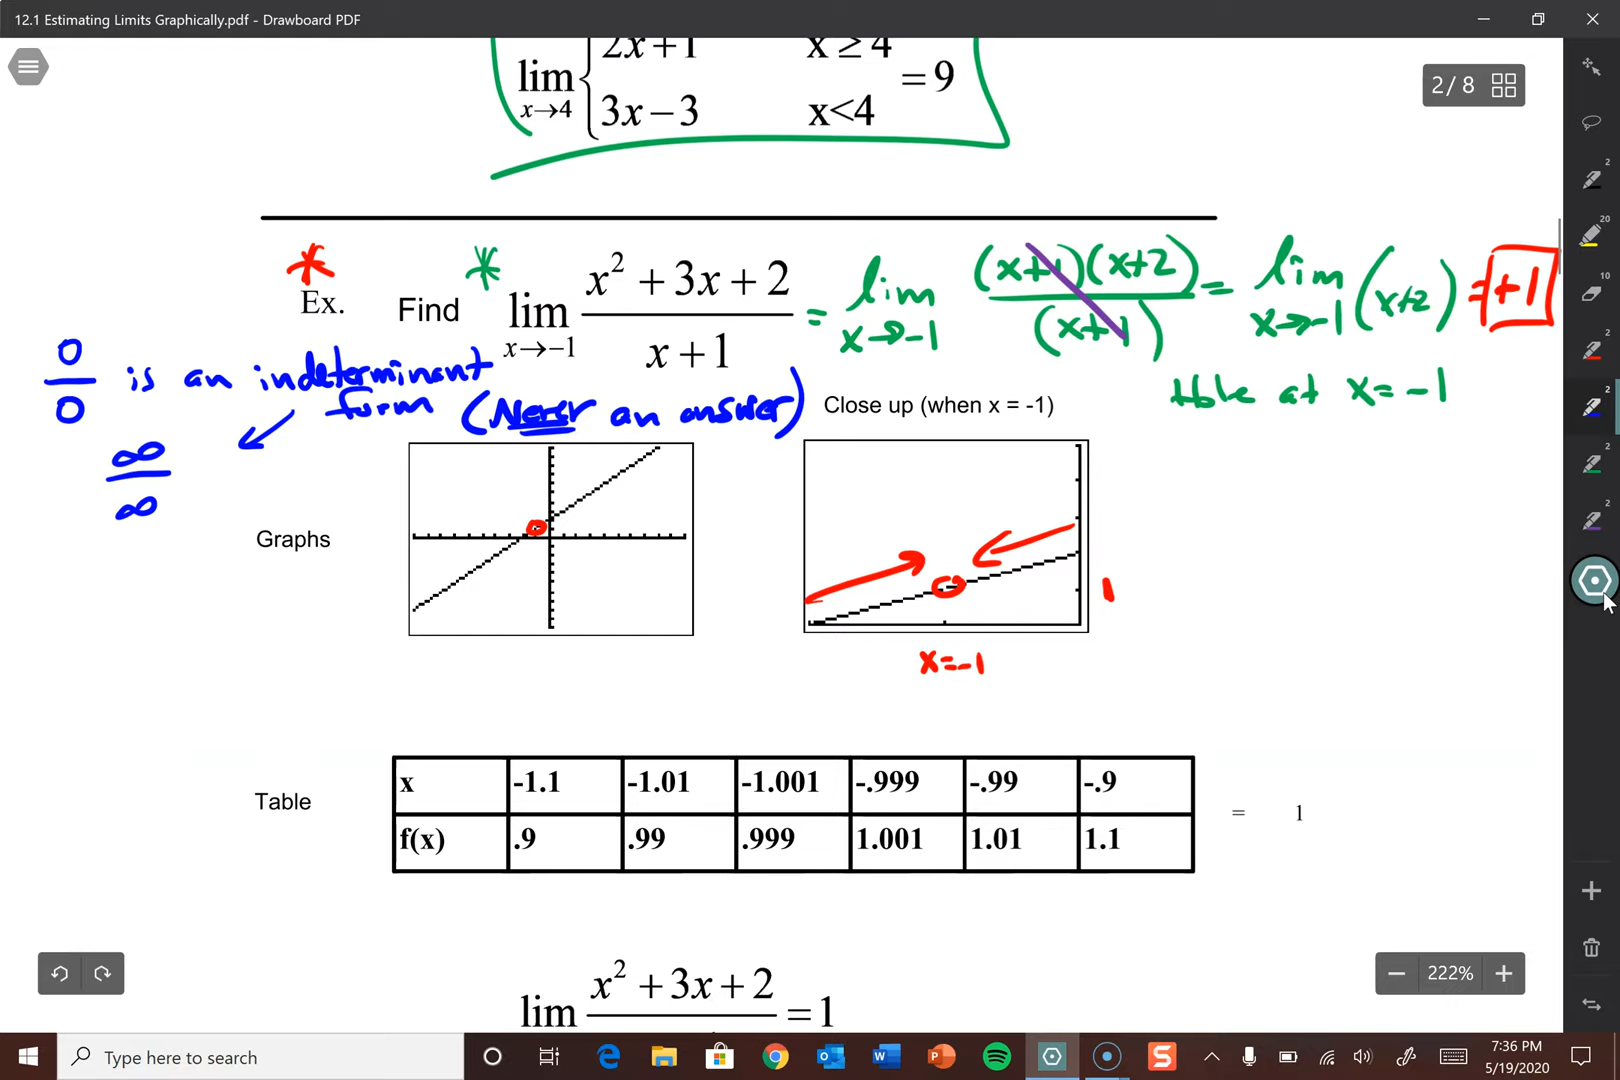 12.1 Estimating Limits Graphically.pdf - Drawboard PDF
2 / 8
lim x→4 { 2x + 1 x ≥ 4
3x − 3 x<4 = 9
Ex. Find lim x→−1 (x² + 3x + 2)/(x + 1) = lim x→−1 (x+1)(x+2)/(x+1) = lim x→−1 (x+2) = +1
0/0 is an indeterminant
form (Never an answer)
∞/∞
Close up (when x = -1)
at x = −1
Graphs
1
x=−1
Table
x -1.1 -1.01 -1.001 -.999 -.99 -.9
f(x) .9 .99 .999 1.001 1.01 1.1
= 1
lim x² + 3x + 2 = 1
222%
Type here to search
7:36 PM
5/19/2020